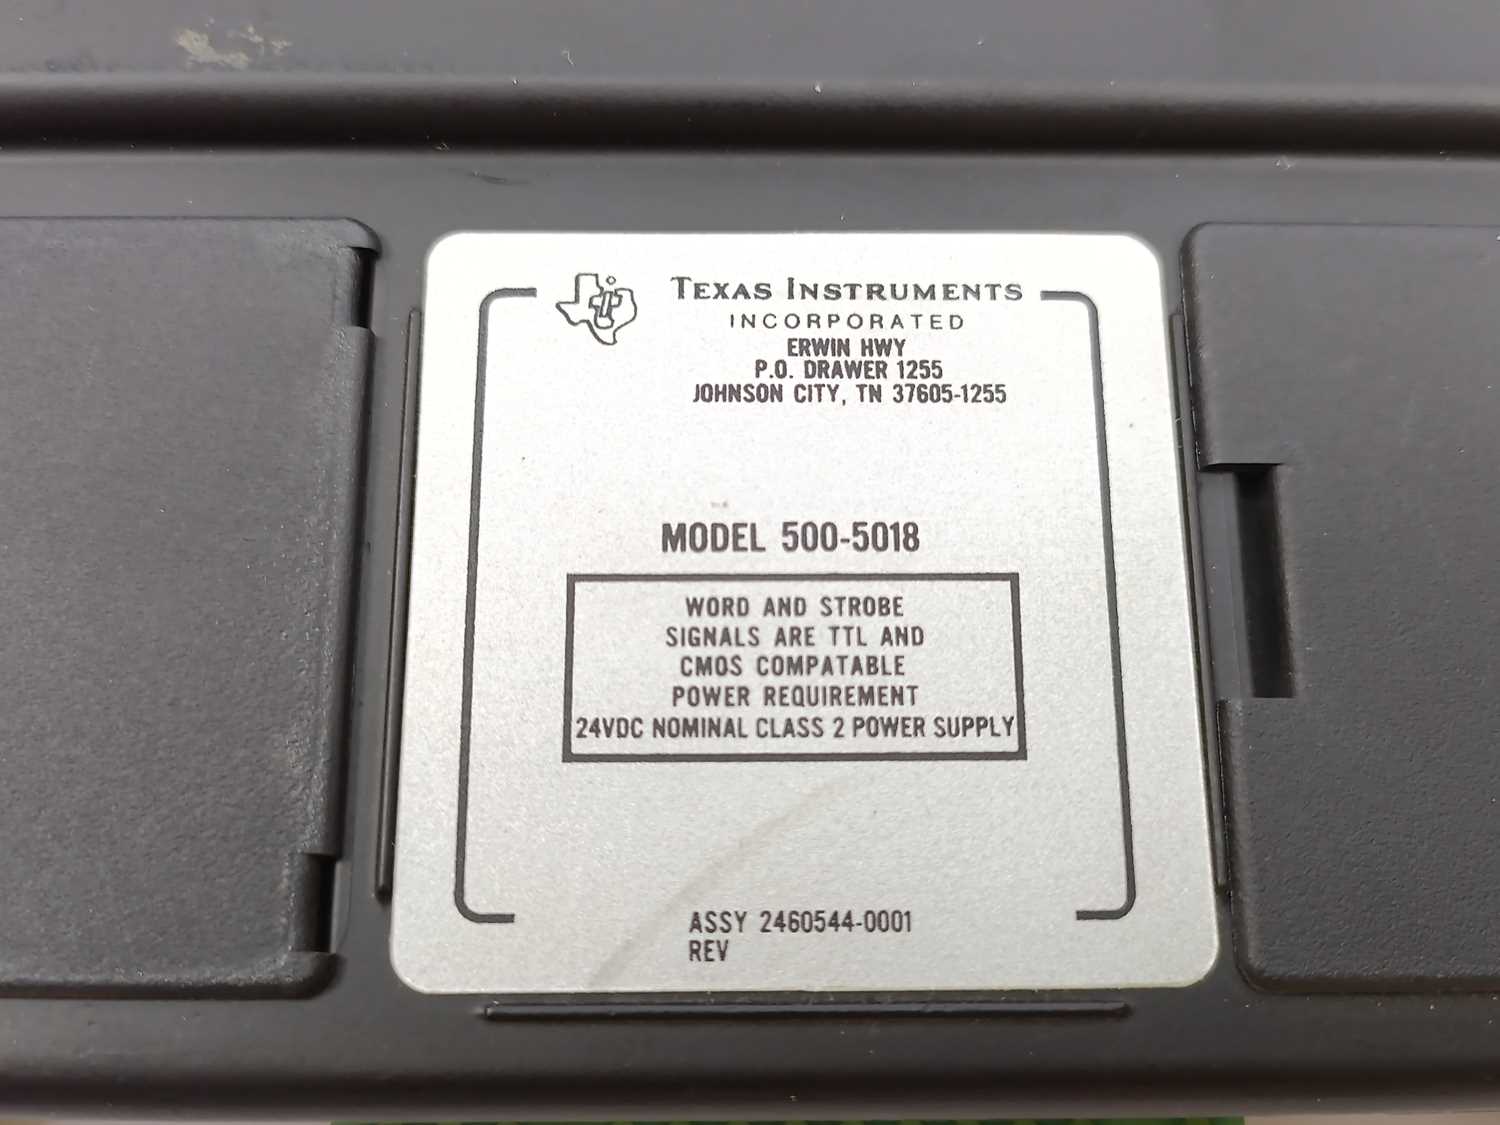 TEXAS INSTRUMENTS
INCORPORATED
ERWIN HWY
P.O. DRAWER 1255
JOHNSON CITY, TN 37605-1255
MODEL 500-5018
WORD AND STROBE
SIGNALS ARE TTL AND
CMOS COMPATABLE
POWER REQUIREMENT
24VDC NOMINAL CLASS 2 POWER SUPPLY
ASSY 2460544-0001
REV